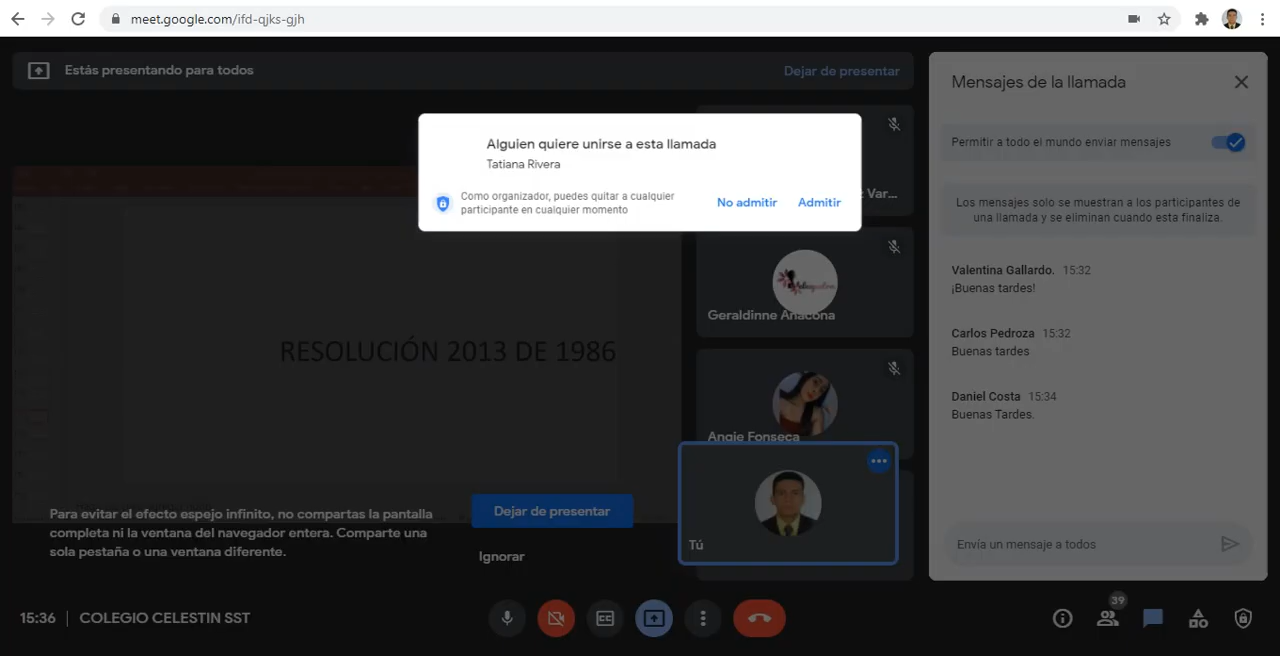 meet.google.com/ifd-qjks-gjh
Estás presentando para todos
Dejar de presentar
Alguien quiere unirse a esta llamada
Tatiana Rivera
Como organizador, puedes quitar a cualquier
participante en cualquier momento
No admitir
Admitir
Var...
Geraldinne Anacona
Angie Fonseca
Tú
RESOLUCIÓN 2013 DE 1986
Para evitar el efecto espejo infinito, no compartas la pantalla
completa ni la ventana del navegador entera. Comparte una
sola pestaña o una ventana diferente.
Dejar de presentar
Ignorar
Mensajes de la llamada
Permitir a todo el mundo enviar mensajes
Los mensajes solo se muestran a los participantes de
una llamada y se eliminan cuando esta finaliza.
Valentina Gallardo. 15:32
¡Buenas tardes!
Carlos Pedroza 15:32
Buenas tardes
Daniel Costa 15:34
Buenas Tardes.
Envía un mensaje a todos
15:36 | COLEGIO CELESTIN SST
CC
39